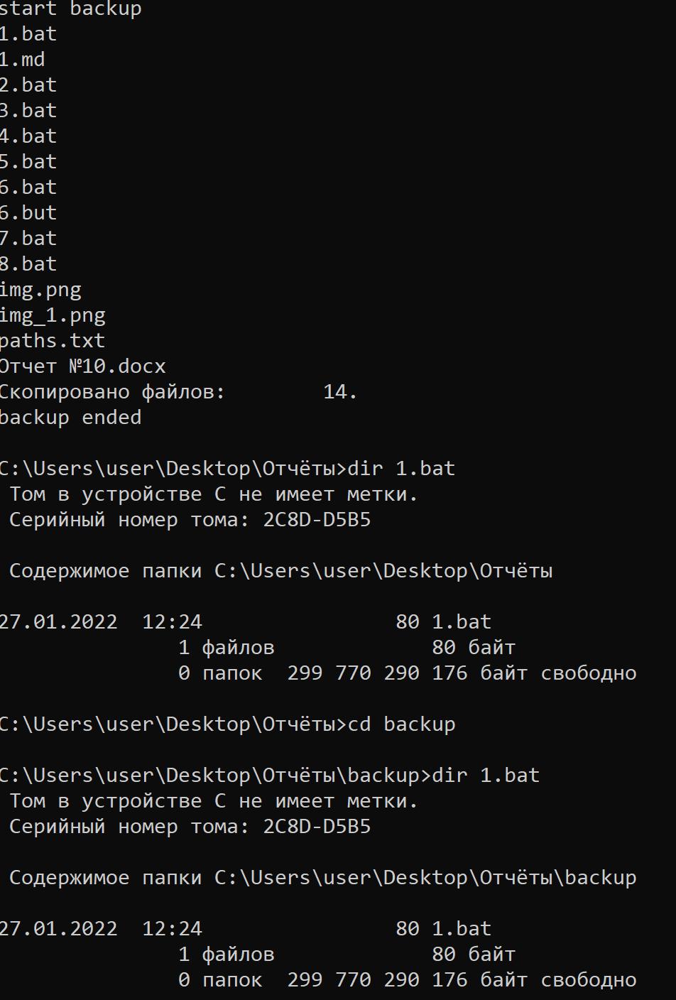 start backup
1.bat
1.md
2.bat
3.bat
4.bat
5.bat
6.bat
6.but
7.bat
8.bat
img.png
img_1.png
paths.txt
Отчет №10.docx
Скопировано файлов:        14.
backup ended
C:\Users\user\Desktop\Отчёты>dir 1.bat
Том в устройстве C не имеет метки.
Серийный номер тома: 2C8D-D5B5
Содержимое папки C:\Users\user\Desktop\Отчёты
27.01.2022  12:24                80 1.bat
1 файлов             80 байт
0 папок  299 770 290 176 байт свободно
C:\Users\user\Desktop\Отчёты>cd backup
C:\Users\user\Desktop\Отчёты\backup>dir 1.bat
Том в устройстве C не имеет метки.
Серийный номер тома: 2C8D-D5B5
Содержимое папки C:\Users\user\Desktop\Отчёты\backup
27.01.2022  12:24                80 1.bat
1 файлов             80 байт
0 папок  299 770 290 176 байт свободно